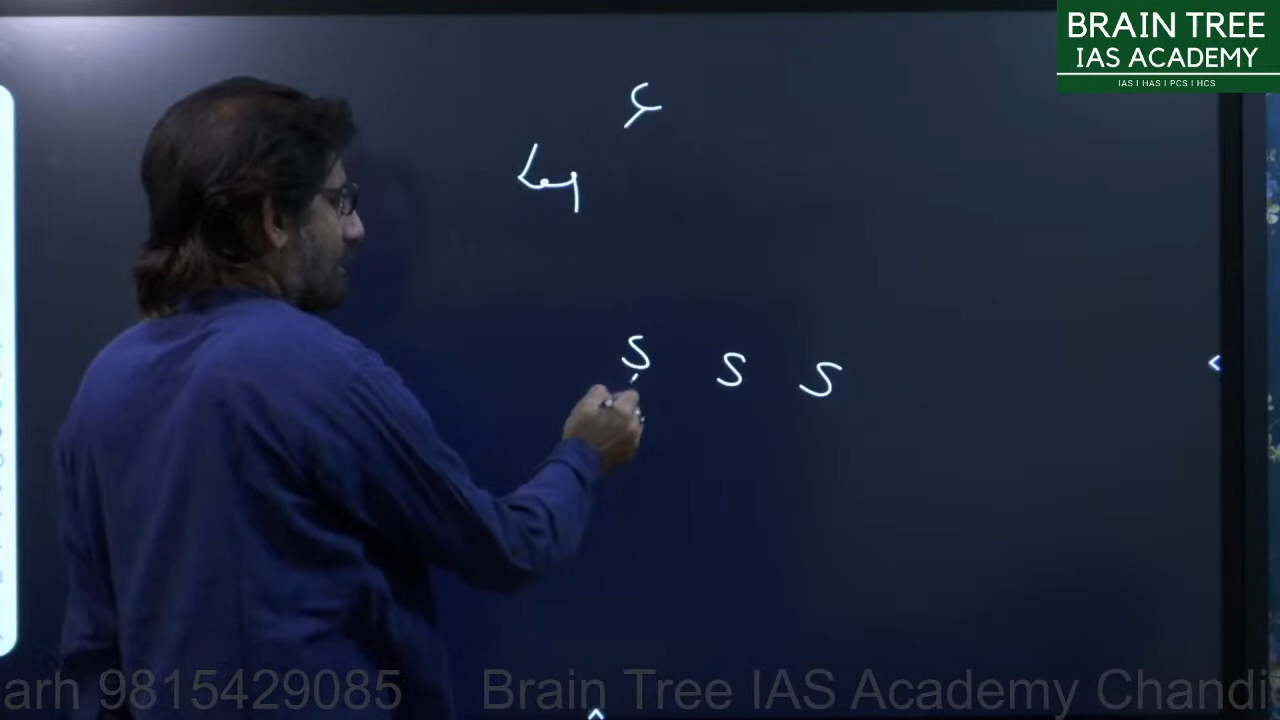 BRAIN TREE
IAS ACADEMY
IAS | HAS | PCS | HCS
S S S
arh 9815429085 Brain Tree IAS Academy Chandi